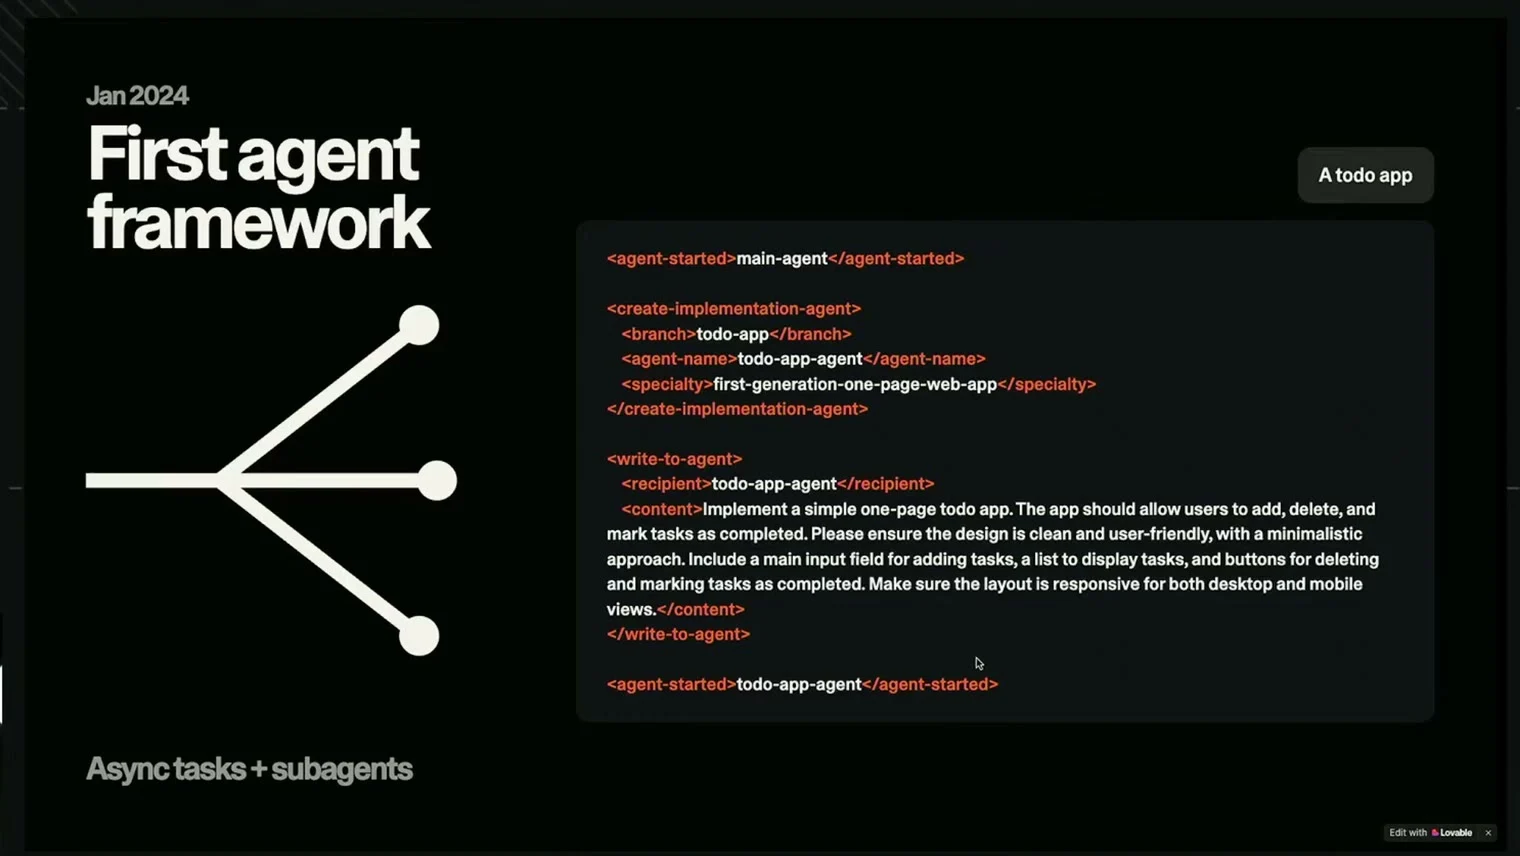 Jan 2024
First agent
framework
A todo app
<agent-started>main-agent</agent-started>
<create-implementation-agent>
<branch>todo-app</branch>
<agent-name>todo-app-agent</agent-name>
<specialty>first-generation-one-page-web-app</specialty>
</create-implementation-agent>
<write-to-agent>
<recipient>todo-app-agent</recipient>
<content>Implement a simple one-page todo app. The app should allow users to add, delete, and
mark tasks as completed. Please ensure the design is clean and user-friendly, with a minimalistic
approach. Include a main input field for adding tasks, a list to display tasks, and buttons for deleting
and marking tasks as completed. Make sure the layout is responsive for both desktop and mobile
views.</content>
</write-to-agent>
<agent-started>todo-app-agent</agent-started>
Async tasks + subagents
Edit with Lovable ×